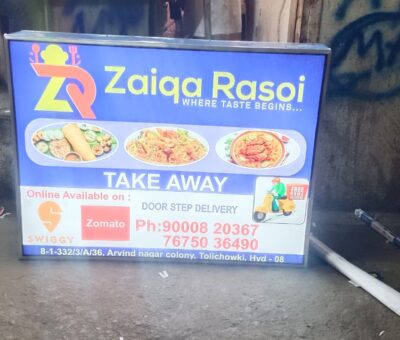 ZR
Zaiqa Rasoi
WHERE TASTE BEGINS...
TAKE AWAY
Online Available on :
DOOR STEP DELIVERY
FREE
SWIGGY
Zomato
Ph:90008 20367
76750 36490
8-1-332/3/A/36. Arvind nagar colony. Tolichowki. Hyd - 08